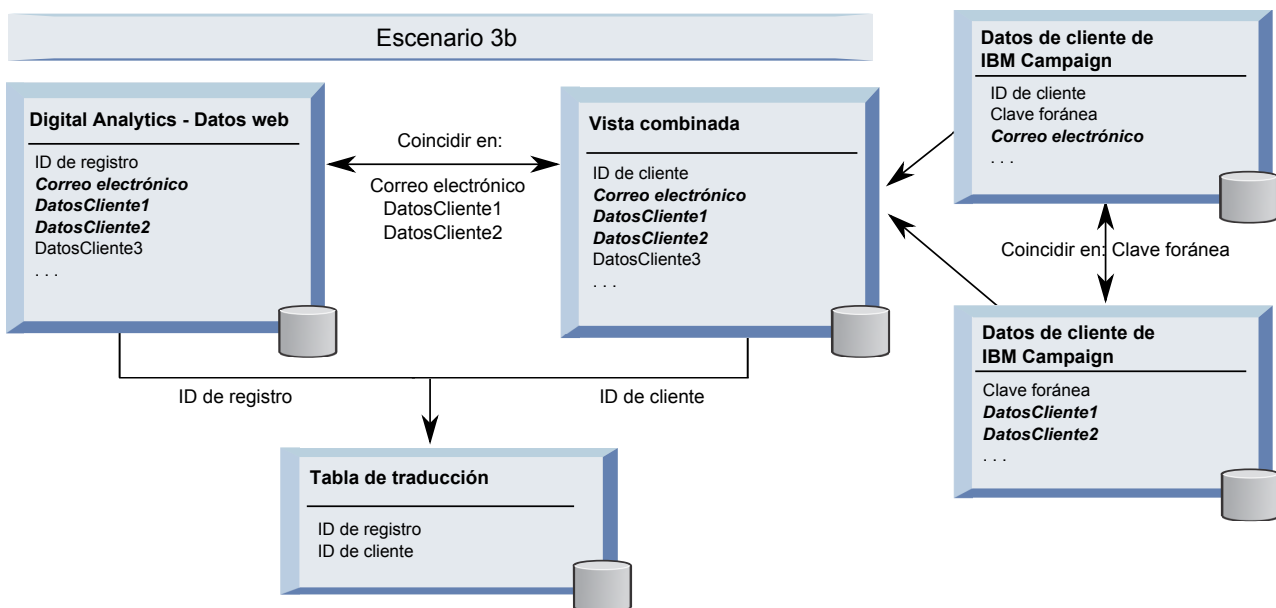 Escenario 3b
Digital Analytics - Datos web
ID de registro
Correo electrónico
DatosCliente1
DatosCliente2
DatosCliente3
. . .
Coincidir en:
Correo electrónico
DatosCliente1
DatosCliente2
Vista combinada
ID de cliente
Correo electrónico
DatosCliente1
DatosCliente2
DatosCliente3
. . .
Datos de cliente de
IBM Campaign
ID de cliente
Clave foránea
Correo electrónico
. . .
Coincidir en: Clave foránea
Datos de cliente de
IBM Campaign
Clave foránea
DatosCliente1
DatosCliente2
. . .
ID de registro
ID de cliente
Tabla de traducción
ID de registro
ID de cliente